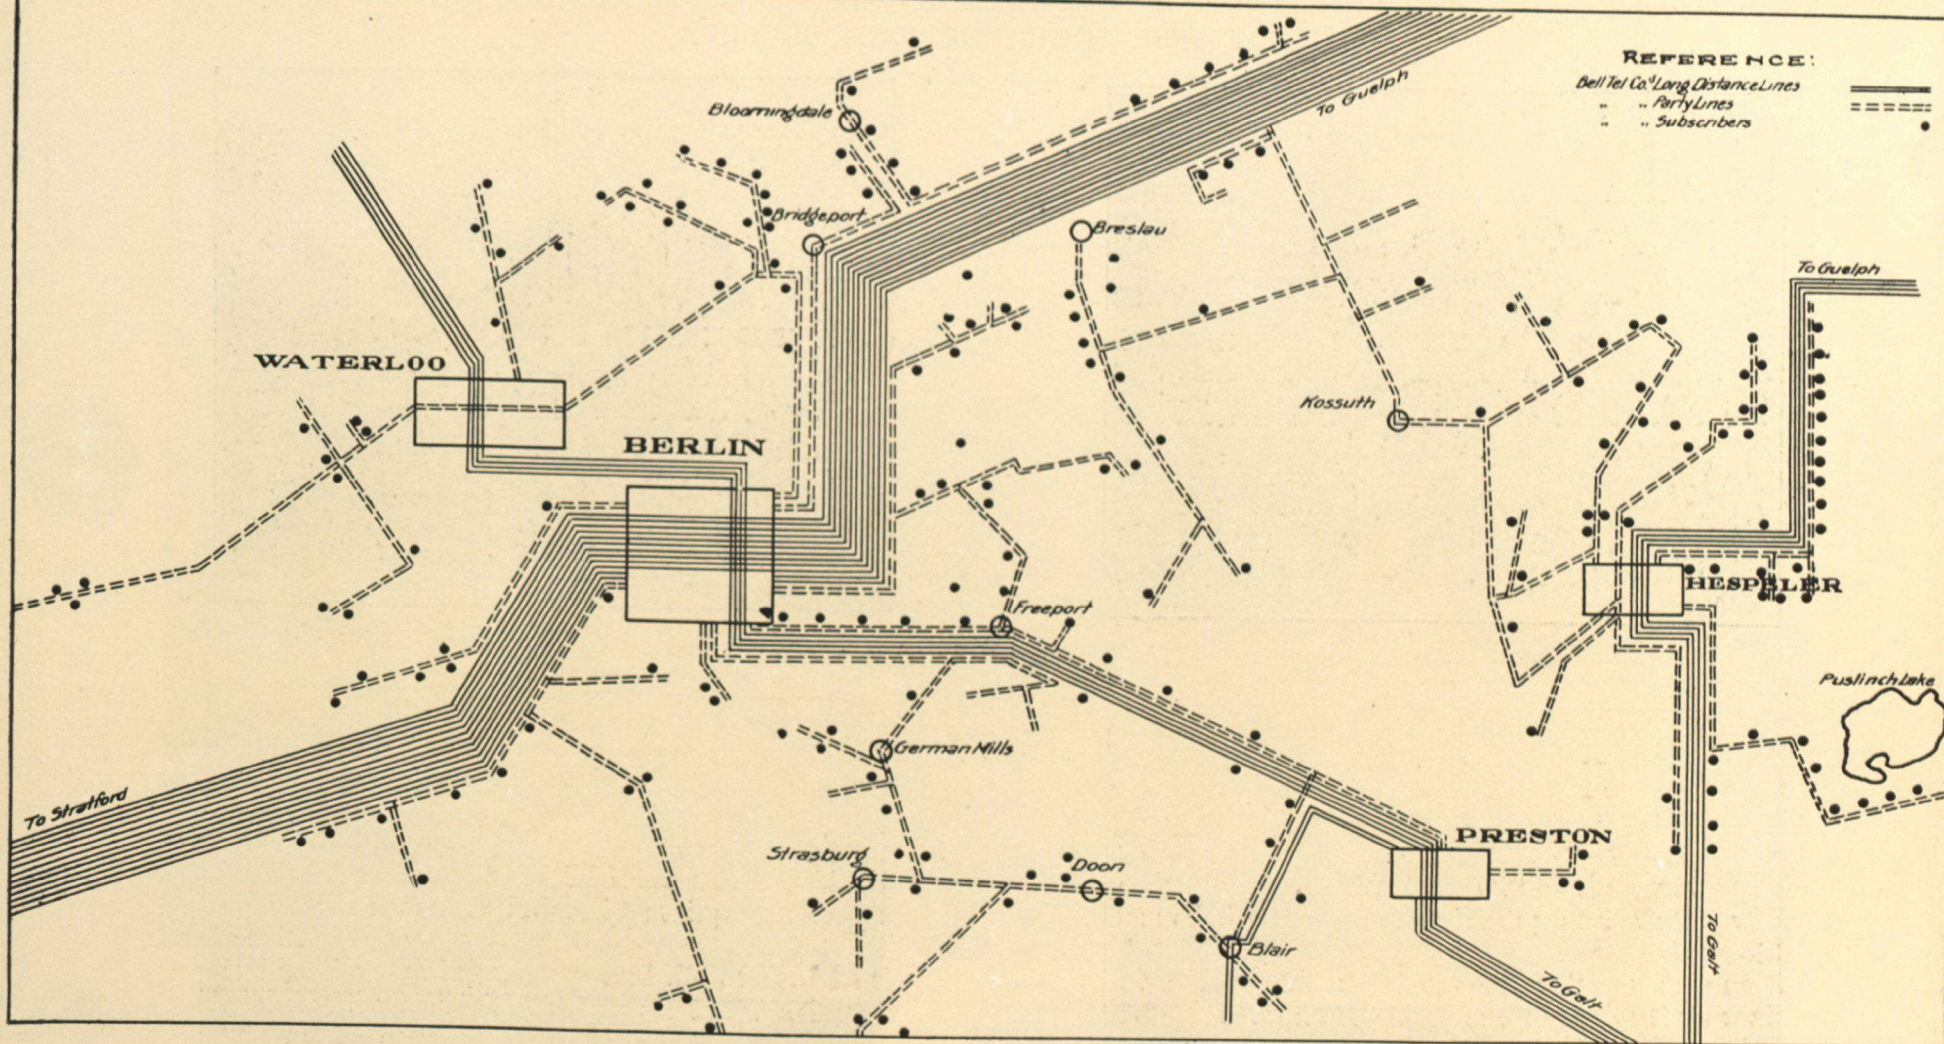 REFERENCE:
Bell Tel Co.'s Long Distance Lines
" " Party Lines
" " Subscribers
To Guelph
Bloomingdale
Bridgeport
Breslau
To Guelph
WATERLOO
Kossuth
BERLIN
HESPELER
Freeport
Puslinch Lake
German Mills
To Stratford
PRESTON
Strasburg
Doon
Blair
To Galt
To Galt